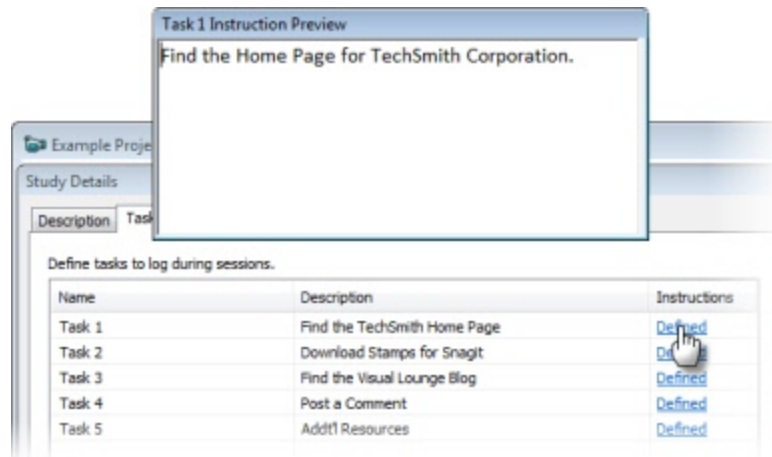 Task 1 Instruction Preview
Find the Home Page for TechSmith Corporation.
Example Proje
Study Details
Description Task
Define tasks to log during sessions.
Name Description Instructions
Task 1 Find the TechSmith Home Page Defined
Task 2 Download Stamps for Snagit
Task 3 Find the Visual Lounge Blog Defined
Task 4 Post a Comment Defined
Task 5 Addt'l Resources Defined